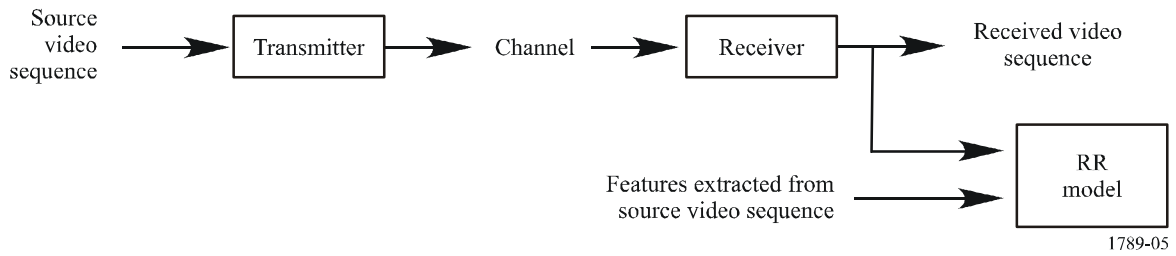 Source
video
sequence
Transmitter
Channel
Receiver
Received video
sequence
Features extracted from
source video sequence
RR
model
1789-05